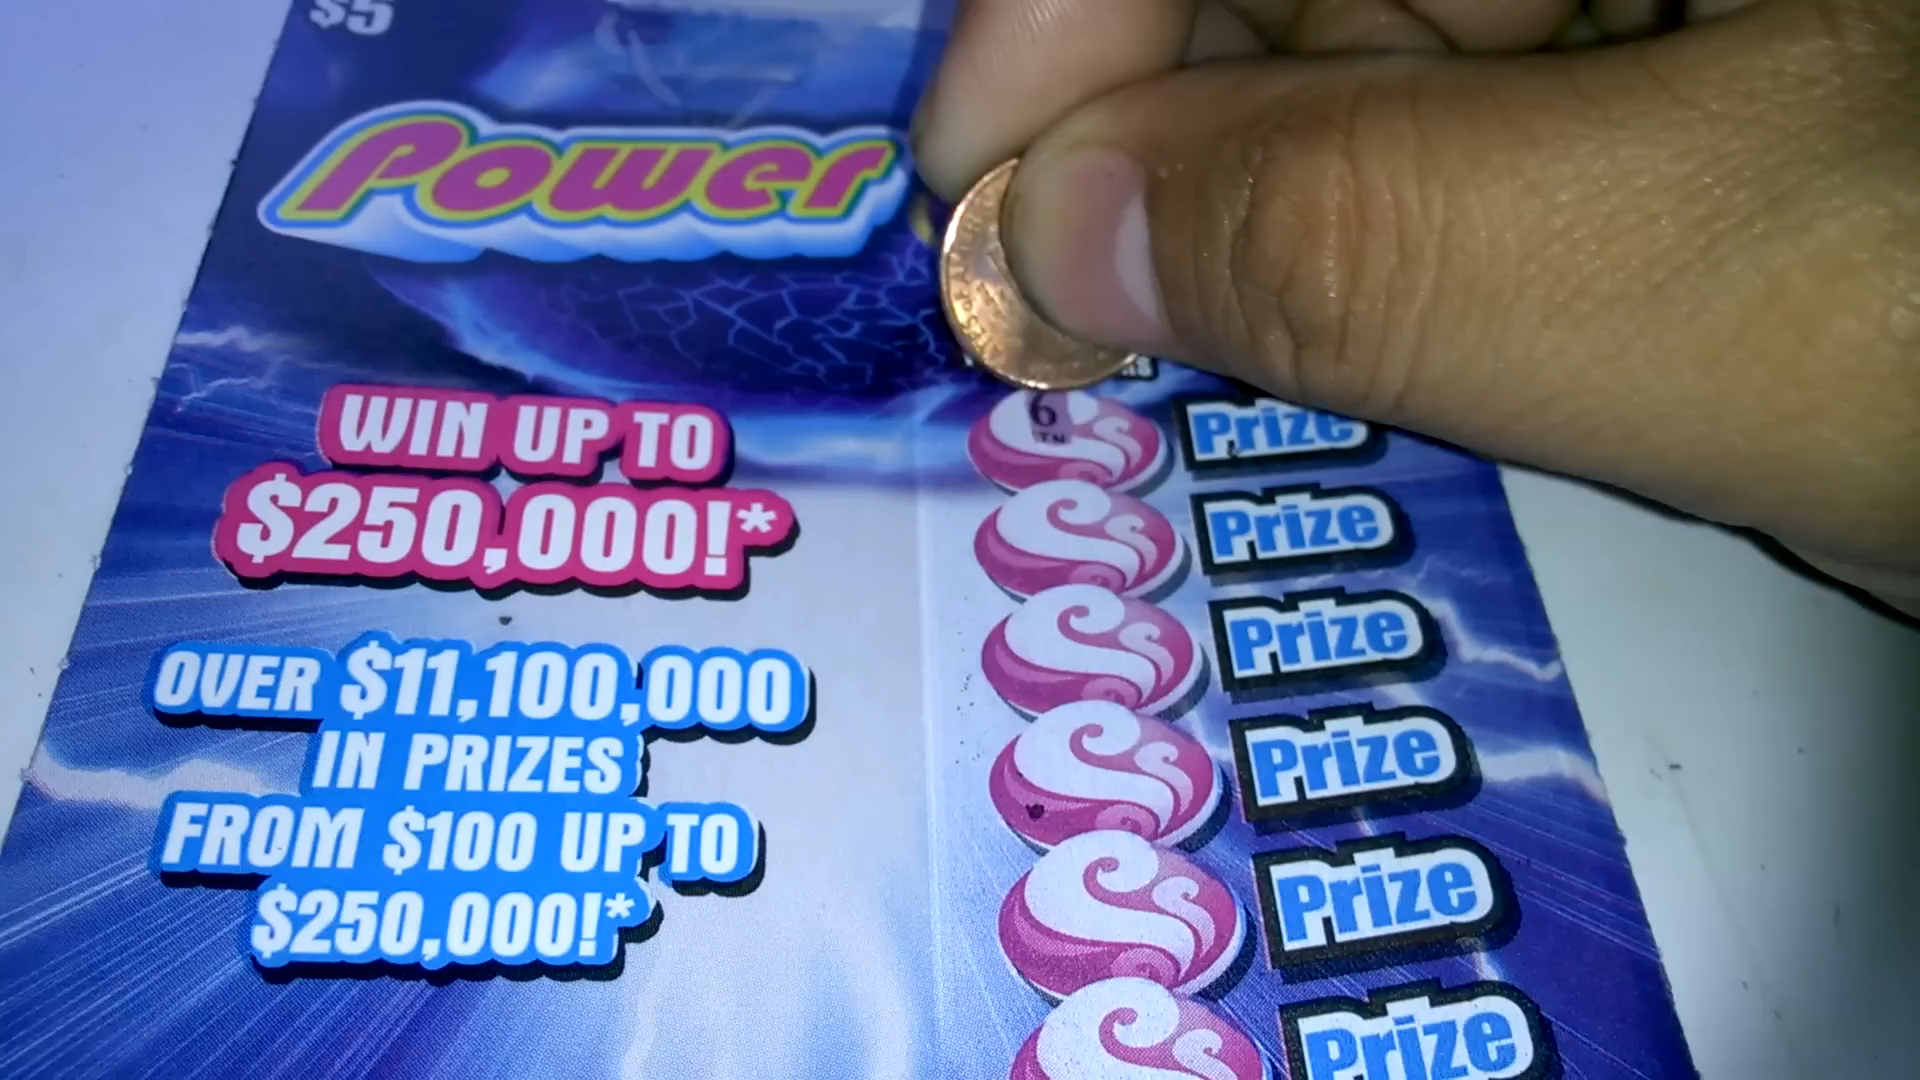 $5
Power
WIN UP TO
$250,000!*
OVER $11,100,000
IN PRIZES
FROM $100 UP TO
$250,000!*
6
Prize
Prize
Prize
Prize
Prize
Prize